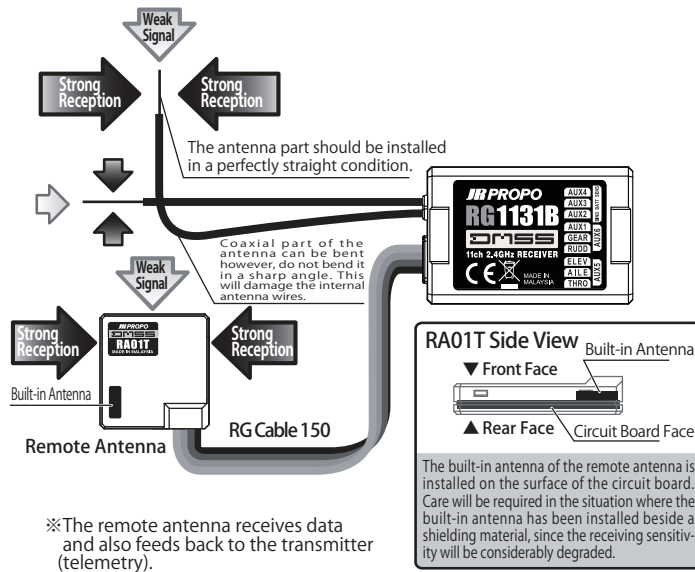 Weak
Signal
Strong
Reception
Strong
Reception
The antenna part should be installed
in a perfectly straight condition.
Coaxial part of the
antenna can be bent
however, do not bend it
in a sharp angle. This
will damage the internal
antenna wires.
JR PROPO
RG1131B
DMSS
11ch 2.4GHz RECEIVER
CE
MADE IN
MALAYSIA
AUX4
AUX3
AUX2
AUX1
GEAR
RUDD
ELEV
AILE
THRO
BIND BATT SENS
AUX6
AUX5
Weak
Signal
Strong
Reception
Strong
Reception
JR PROPO
DMSS
RA01T
MADE IN MALAYSIA
Built-in Antenna
Remote Antenna
RG Cable 150
RA01T Side View
Built-in Antenna
▼ Front Face
▲ Rear Face
Circuit Board Face
The built-in antenna of the remote antenna is
installed on the surface of the circuit board.
Care will be required in the situation where the
built-in antenna has been installed beside a
shielding material, since the receiving sensitiv-
ity will be considerably degraded.
※The remote antenna receives data
and also feeds back to the transmitter
(telemetry).